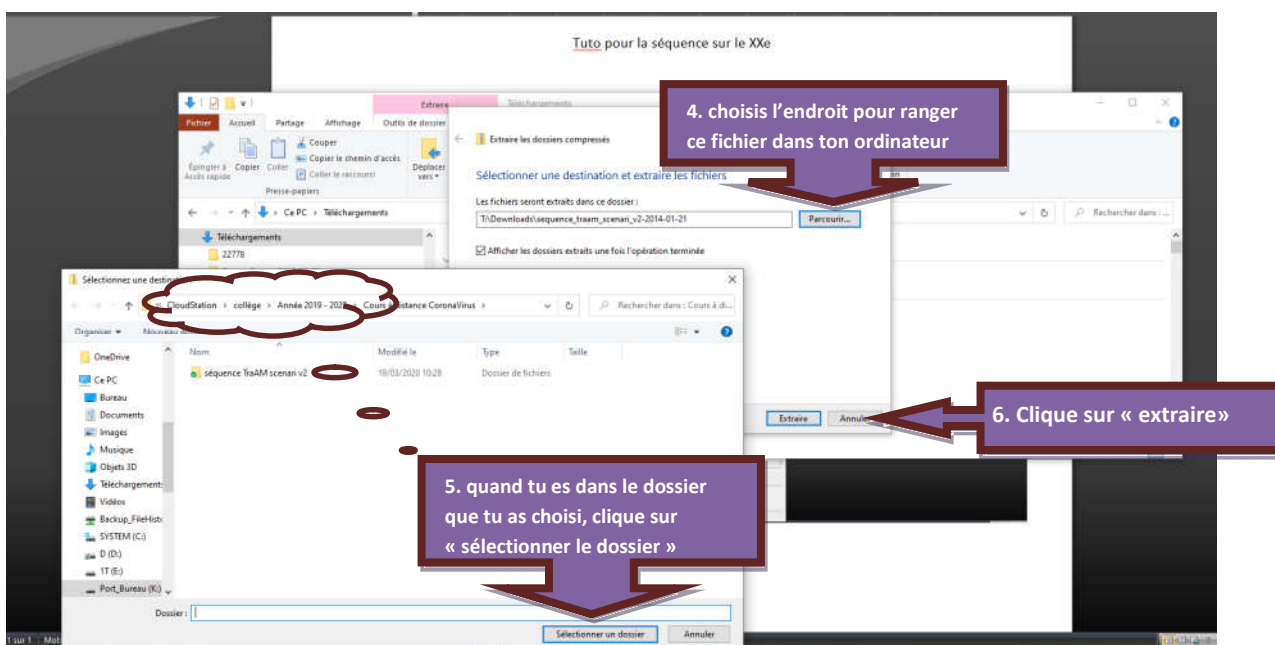 Tuto pour la séquence sur le XXe
4. choisis l'endroit pour ranger
ce fichier dans ton ordinateur
Extraire
Téléchargements
Fichier Accueil Partage Affichage Outils de dossier
Couper
Copier le chemin d'accès
Coller le raccourci
Épingler à
Accès rapide
Copier
Coller
Déplacer
vers
Presse-papiers
Extraire les dossiers compressés
Sélectionner une destination et extraire les fichiers
Les fichiers seront extraits dans ce dossier :
T:\Downloads\sequence_traam_scenari_v2-2014-01-21
Parcourir...
Afficher les dossiers extraits une fois l'opération terminée
Ce PC › Téléchargements
Rechercher dans : ...
Téléchargements
22778
Sélectionnez une destina
CloudStation › collège › Année 2019 - 2020 › Cours à distance CoronaVirus ›
Rechercher dans : Cours à di...
Organiser
Nouveau
Nom Modifié le Type Taille
séquence TraAM scenari v2 19/03/2020 10:28 Dossier de fichiers
OneDrive
Ce PC
Bureau
Documents
Images
Musique
Objets 3D
Téléchargements
Vidéos
Backup_FileHisto
SYSTEM (C:)
D (D:)
1T (E:)
Port_Bureau (K:)
Extraire Annuler
6. Clique sur « extraire»
5. quand tu es dans le dossier
que tu as choisi, clique sur
« sélectionner le dossier »
Dossier :
Sélectionner un dossier Annuler
1 sur 1